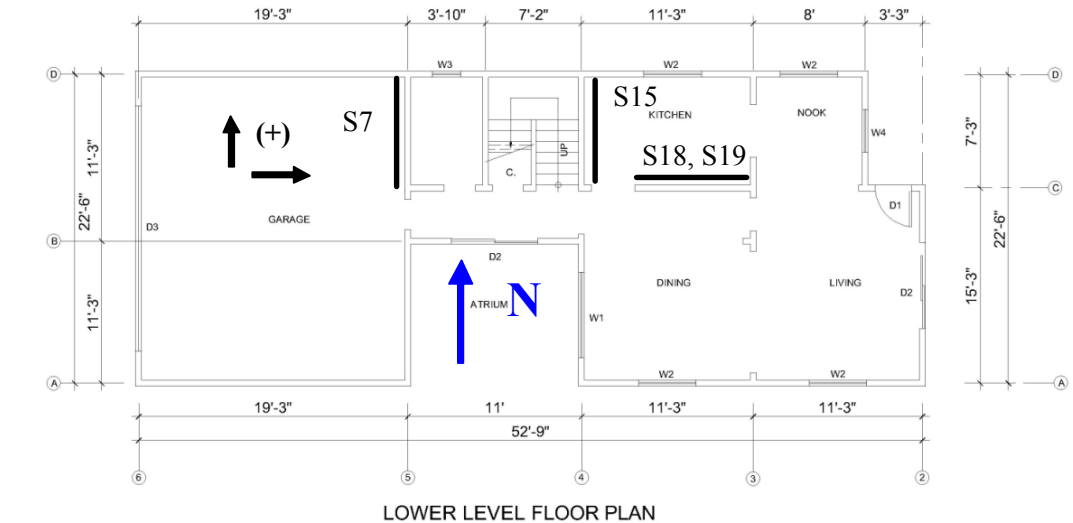 19'-3" 3'-10" 7'-2" 11'-3" 8' 3'-3"
D W3 W2 W2 D
S7 S15
(+) KITCHEN NOOK
W4
7'-3"
11'-3" UP
S18, S19
C. C
D1
22'-6" GARAGE 22'-6"
D3
B
D2
DINING LIVING
N D2 15'-3"
ATRIUM
11'-3" W1
W2 W2
A A
19'-3" 11' 11'-3" 11'-3"
52'-9"
6 5 4 3 2
LOWER LEVEL FLOOR PLAN